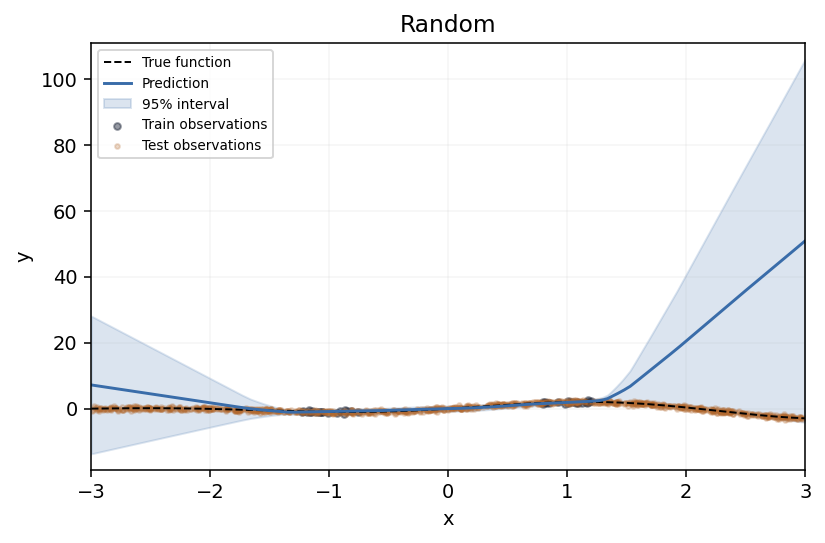 Random
True function
Prediction
95% interval
Train observations
Test observations
100
80
60
40
20
0
y
−3
−2
−1
0
1
2
3
x